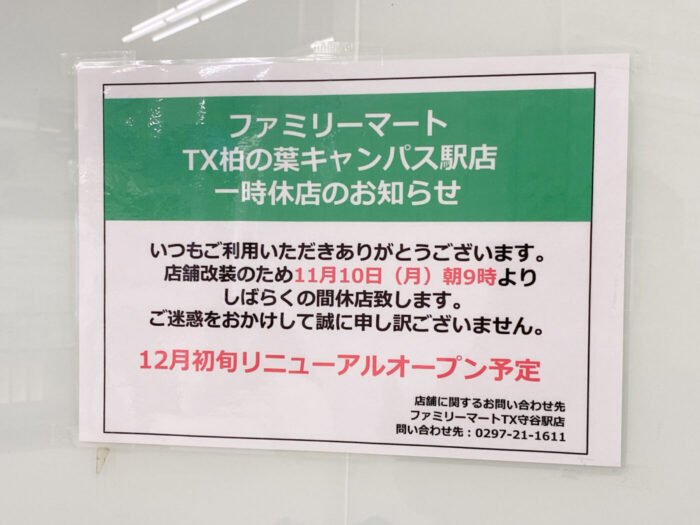 ファミリーマート
TX柏の葉キャンパス駅店
一時休店のお知らせ
いつもご利用いただきありがとうございます。
店舗改装のため11月10日（月）朝9時より
しばらくの間休店致します。
ご迷惑をおかけして誠に申し訳ございません。
12月初旬リニューアルオープン予定
店舗に関するお問い合わせ先
ファミリーマートTX守谷駅店
問い合わせ先：0297-21-1611